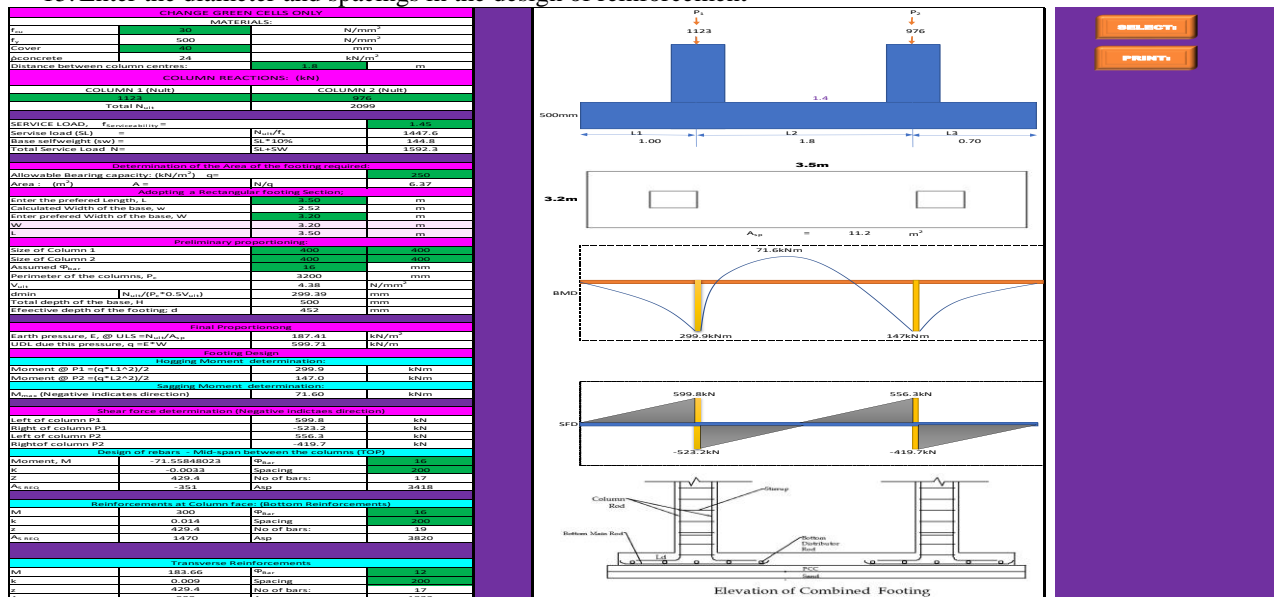 15. Enter the diameter and spacings in the design of reinforcement
CHANGE GREEN CELLS ONLY
MATERIALS:
fcu 30 N/mm2
fy 500 N/mm2
Cover 40 mm
ρconcrete 24 kN/m2
Distance between column centres: 1.8 m
COLUMN REACTIONS: (kN)
COLUMN 1 (Nult) COLUMN 2 (Nult)
1123 976
Total Nult 2099
SERVICE LOAD, fServiceability = 1.45
Servise load (SL) = Nult/fs 1447.6
Base selfweight (sw) = SL*10% 144.8
Total Service Load N= SL+SW 1592.3
Determination of the Area of the footing required:
Allowable Bearing capacity: (kN/m2) q= 250
Area : (m2) A = N/q 6.37
Adopting a Rectangular footing Section;
Enter the prefered Length, L 3.50 m
Calculated Width of the base, w 2.52 m
Enter prefered Width of the base, W 3.20 m
W 3.20 m
L 3.50 m
Preliminary proportioning:
Size of Column 1 400 400
Size of Column 2 400 400
Assumed Φbar 16 mm
Perimeter of the columns, Pc 3200 mm
Vult 4.38 N/mm2
dmin Nult/(Pc*0.5Vult) 299.39 mm
Total depth of the base, H 500 mm
Efeective depth of the footing; d 452 mm
Final Proportionong
Earth pressure, E, @ ULS =Nult/Asp 187.41 kN/m2
UDL due this pressure, q =E*W 599.71 kN/m
Footing Design
Hogging Moment determination:
Moment @ P1 =(q*L1^2)/2 299.9 kNm
Moment @ P2 =(q*L2^2)/2 147.0 kNm
Sagging Moment determination:
Mmax (Negative indicates direction) 71.60 kNm
Shear force determination (Negative indictaes direction)
Left of column P1 599.8 kN
Right of column P1 -523.2 kN
Left of column P2 556.3 kN
Rightof column P2 -419.7 kN
Design of rebars - Mid-span between the columns (TOP)
Moment, M -71.55848023 ΦBar 16
K -0.0033 Spacing 200
Z 429.4 No of bars: 17
AS REQ -351 Asp 3418
Reinforcements at Column face: (Bottom Reinforcements)
M 300 ΦBar 16
k 0.014 Spacing 200
z 429.4 No of bars: 19
AS REQ 1470 Asp 3820
Transverse Reinforcements
M 183.66 ΦBar 12
k 0.009 Spacing 200
z 429.4 No of bars: 17
P1 P2
1123 976
1.4
500mm
L1 L2 L3
1.00 1.8 0.70
3.5m
3.2m
Asp = 11.2 m2
71.6kNm
BMD
299.9kNm 147kNm
599.8kN 556.3kN
SFD
-523.2kN -419.7kN
Stirrup
Column Rod
Bottom Main Rod
Ld
Bottom Distributor Rod
PCC
Sand
Elevation of Combined Footing
SELECT:
PRINT: